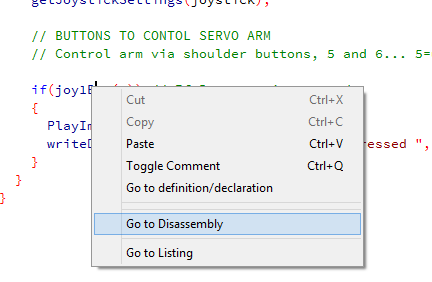 getJoystickSettings(joystick);
// BUTTONS TO CONTOL SERVO ARM
// Control arm via shoulder buttons, 5 and 6... 5=
if(joy1B
{
Cut Ctrl+X
Copy Ctrl+C
PlayIm
Paste Ctrl+V
writeD ressed ",
}
Toggle Comment Ctrl+Q
}
Go to definition/declaration
}
Go to Disassembly
Go to Listing